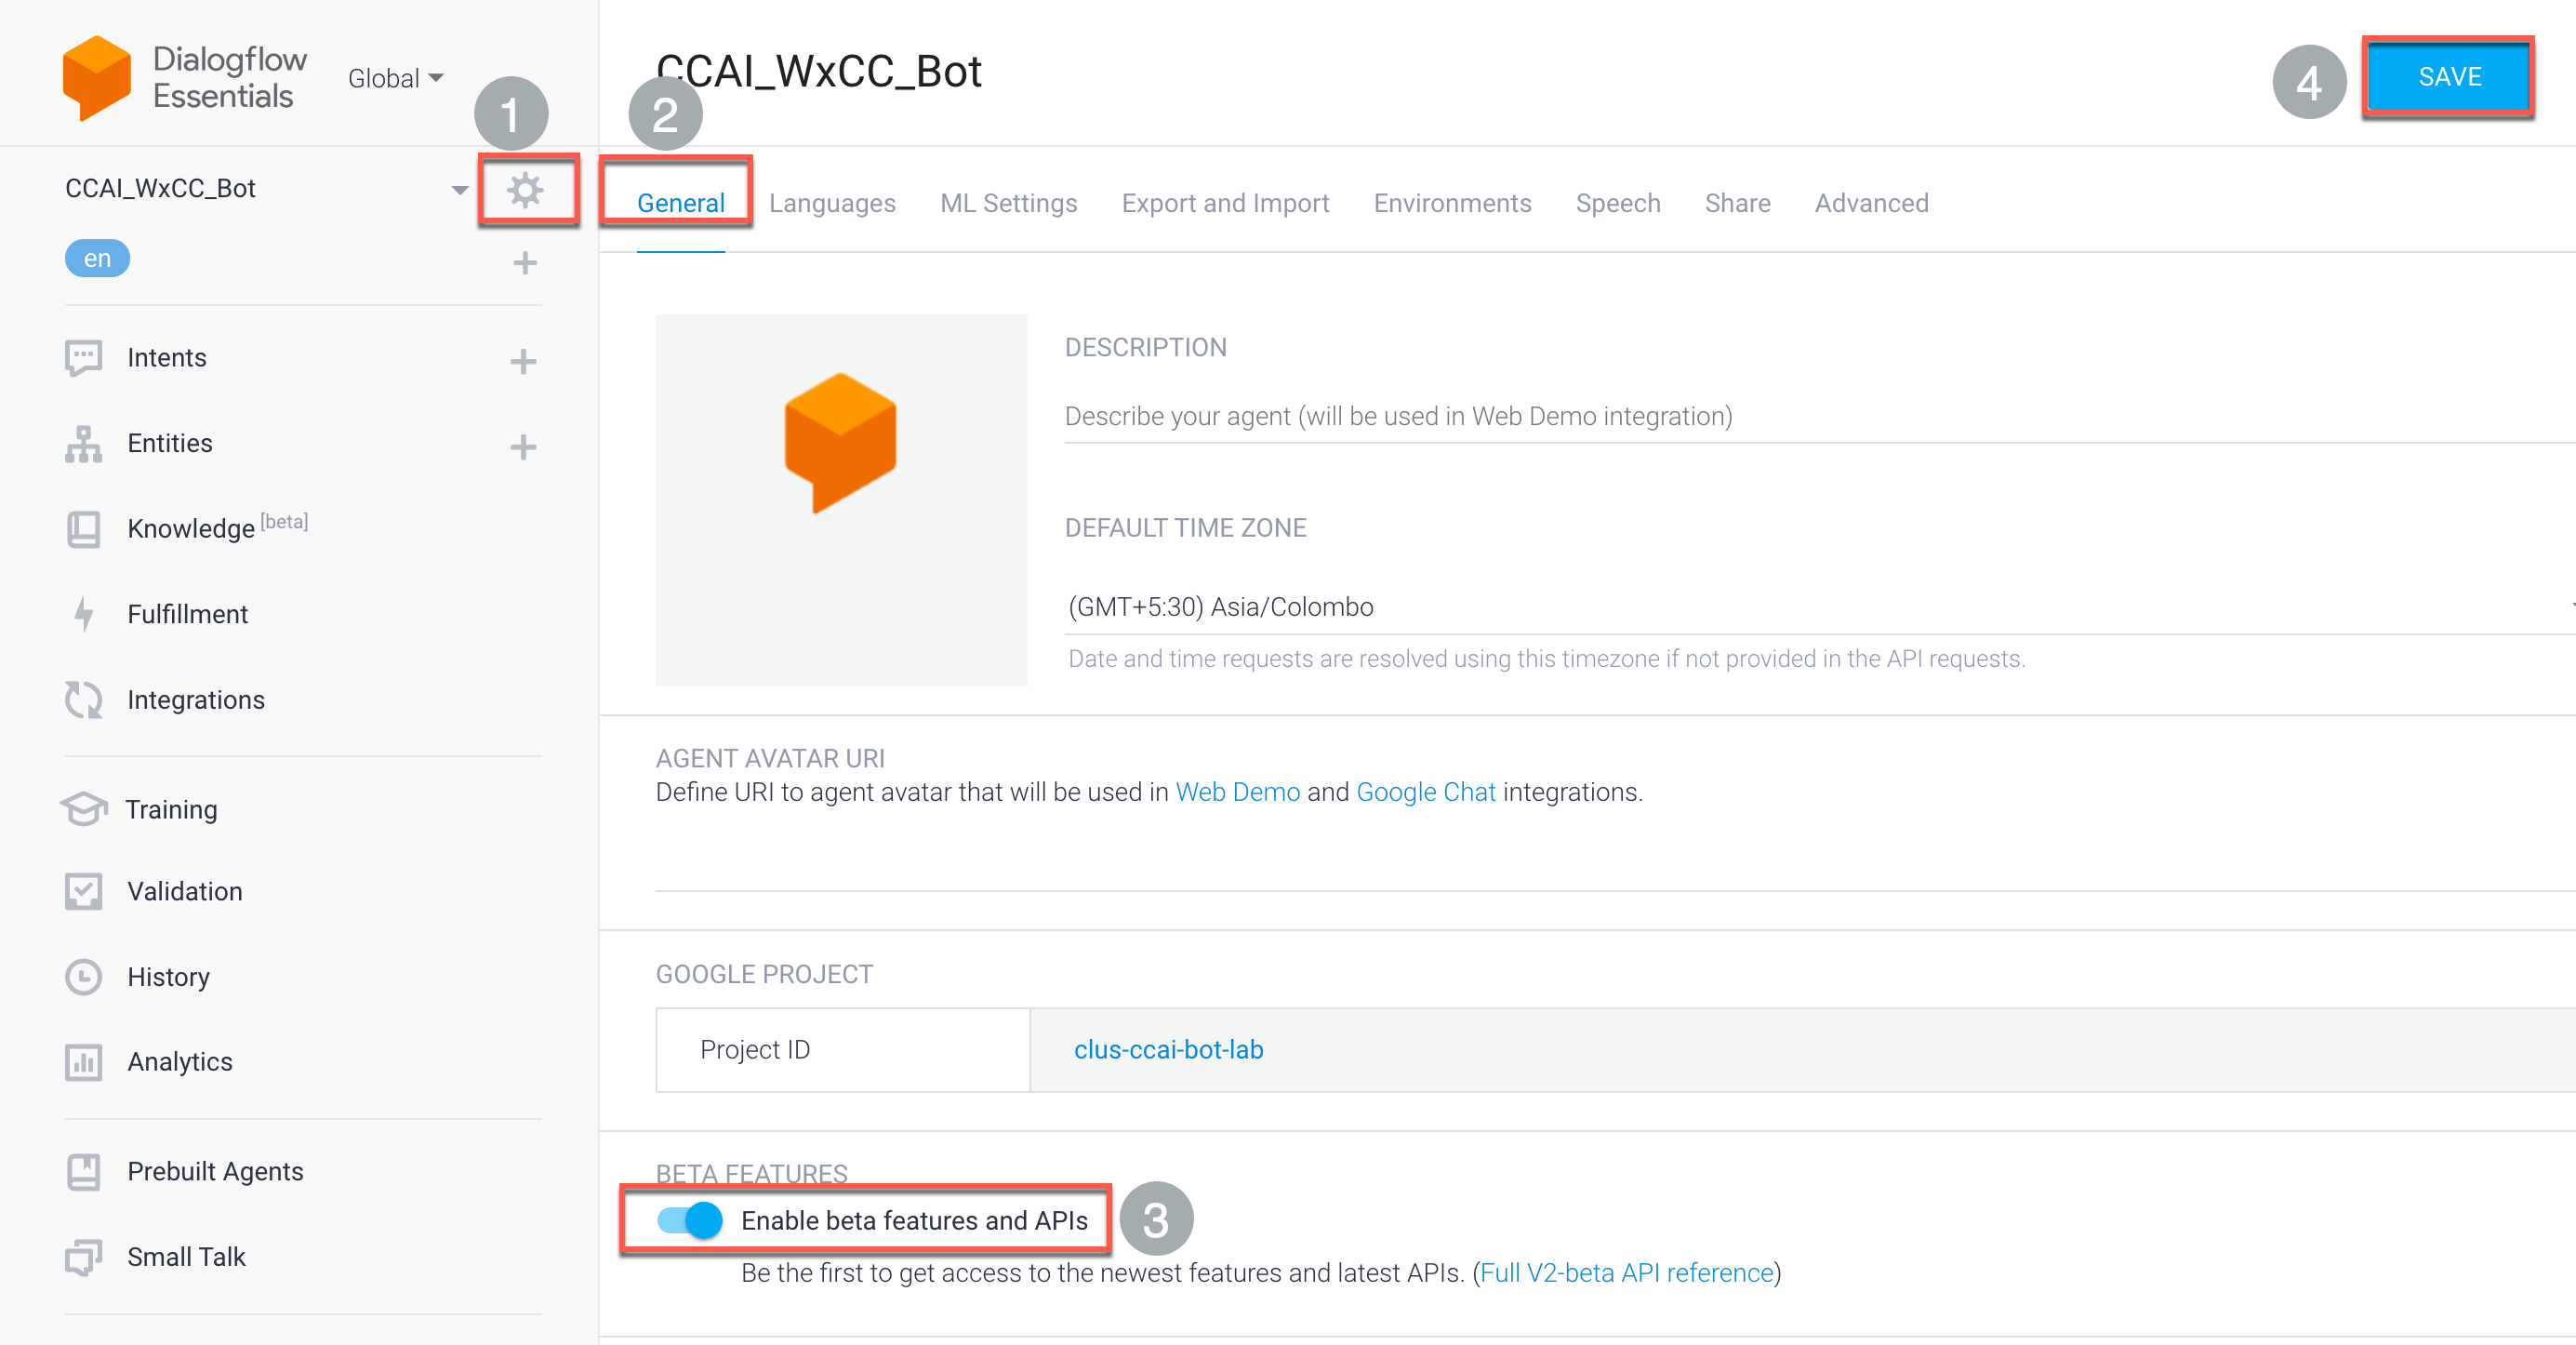 Dialogflow
Essentials
Global
1
CCAI_WxCC_Bot
en
Intents
Entities
Knowledge [beta]
Fulfillment
Integrations
Training
Validation
History
Analytics
Prebuilt Agents
Small Talk
CCAI_WxCC_Bot
2
4
SAVE
General Languages ML Settings Export and Import Environments Speech Share Advanced
DESCRIPTION
Describe your agent (will be used in Web Demo integration)
DEFAULT TIME ZONE
(GMT+5:30) Asia/Colombo
Date and time requests are resolved using this timezone if not provided in the API requests.
AGENT AVATAR URI
Define URI to agent avatar that will be used in Web Demo and Google Chat integrations.
GOOGLE PROJECT
Project ID clus-ccai-bot-lab
BETA FEATURES
Enable beta features and APIs
3
Be the first to get access to the newest features and latest APIs. (Full V2-beta API reference)